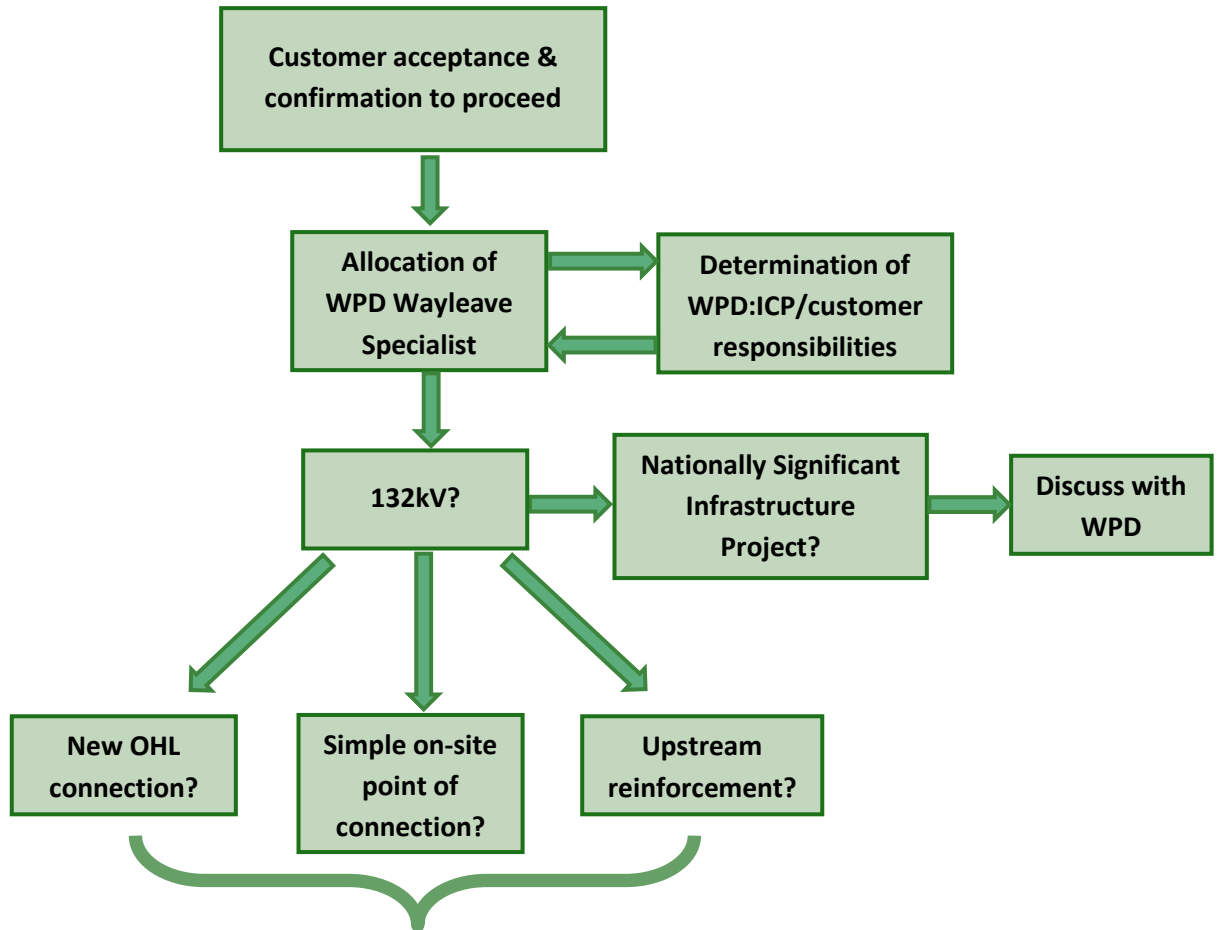 Customer acceptance &
confirmation to proceed
Allocation of
WPD Wayleave
Specialist
Determination of
WPD:ICP/customer
responsibilities
132kV?
Nationally Significant
Infrastructure
Project?
Discuss with
WPD
New OHL
connection?
Simple on-site
point of
connection?
Upstream
reinforcement?